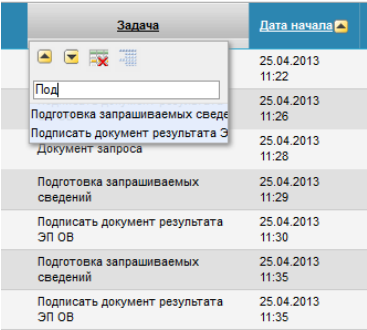 Задача
Дата начала
Под
Подготовка запрашиваемых сведе
Подписать документ результата Э
Документ запроса
25.04.2013
11:22
25.04.2013
11:26
25.04.2013
11:28
Подготовка запрашиваемых
сведений
25.04.2013
11:29
Подписать документ результата
ЭП ОВ
25.04.2013
11:30
Подготовка запрашиваемых
сведений
25.04.2013
11:35
Подписать документ результата
ЭП ОВ
25.04.2013
11:35